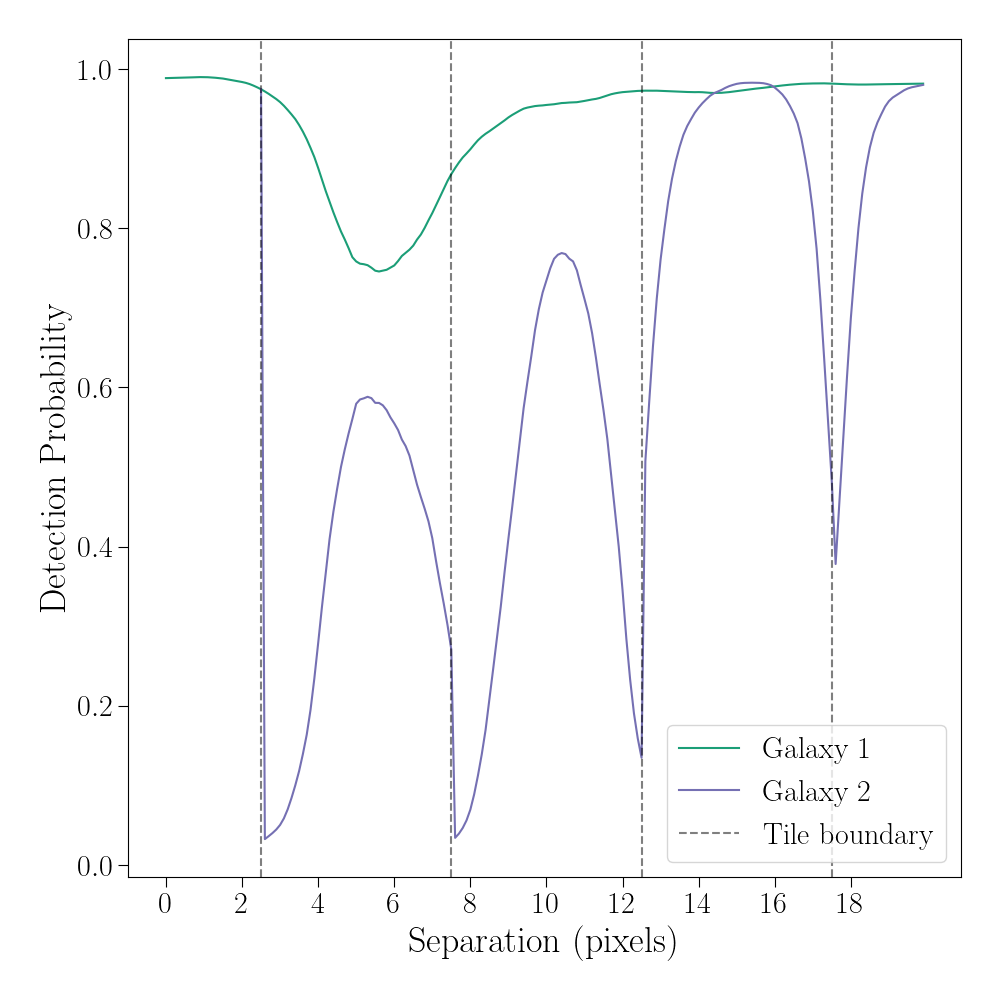 Detection Probability
1.0
0.8
0.6
0.4
0.2
0.0
0 2 4 6 8 10 12 14 16 18
Separation (pixels)
Galaxy 1
Galaxy 2
Tile boundary